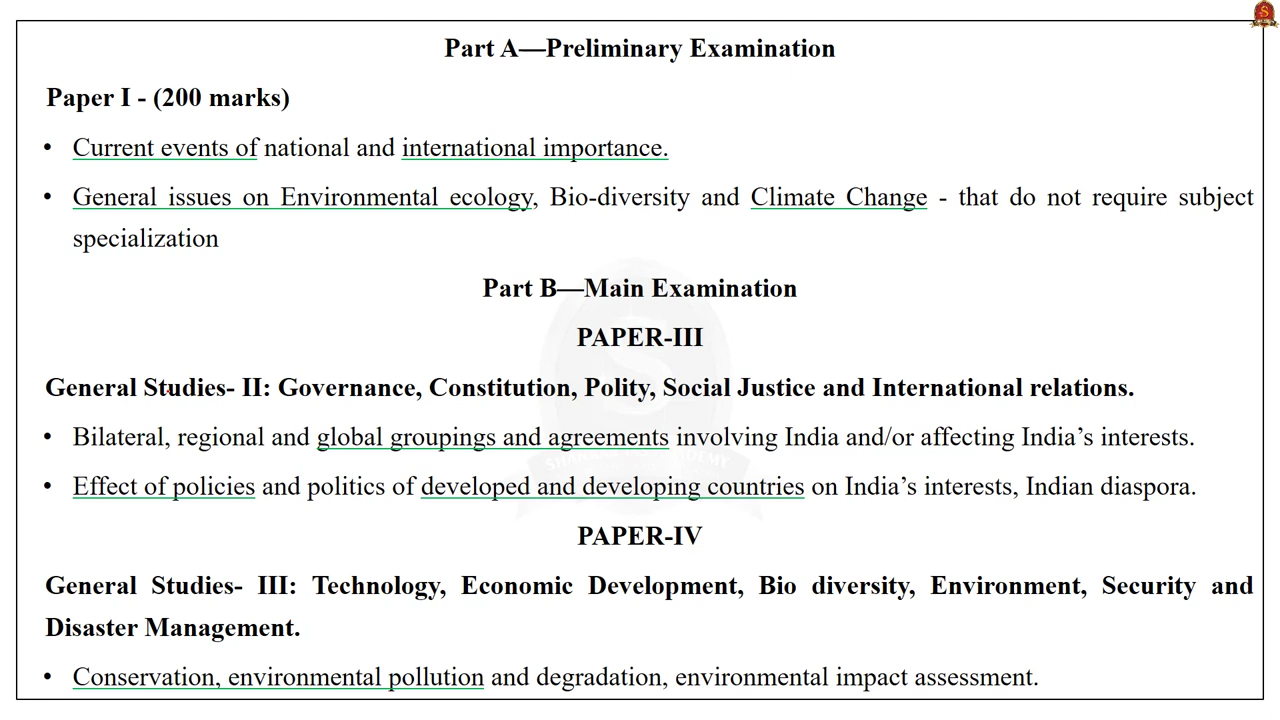 Part A—Preliminary Examination
Paper I - (200 marks)
• Current events of national and international importance.
• General issues on Environmental ecology, Bio-diversity and Climate Change - that do not require subject
specialization
Part B—Main Examination
PAPER-III
General Studies- II: Governance, Constitution, Polity, Social Justice and International relations.
• Bilateral, regional and global groupings and agreements involving India and/or affecting India’s interests.
• Effect of policies and politics of developed and developing countries on India’s interests, Indian diaspora.
PAPER-IV
General Studies- III: Technology, Economic Development, Bio diversity, Environment, Security and
Disaster Management.
• Conservation, environmental pollution and degradation, environmental impact assessment.